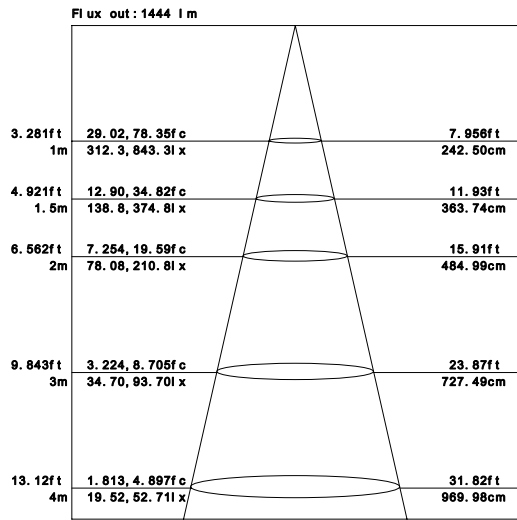 Flux out:1444 lm
3.281ft 29.02,78.35fc 7.956ft
1m 312.3,843.3lx 242.50cm
4.921ft 12.90,34.82fc 11.93ft
1.5m 138.8,374.8lx 363.74cm
6.562ft 7.254,19.59fc 15.91ft
2m 78.08,210.8lx 484.99cm
9.843ft 3.224,8.705fc 23.87ft
3m 34.70,93.70lx 727.49cm
13.12ft 1.813,4.897fc 31.82ft
4m 19.52,52.71lx 969.98cm